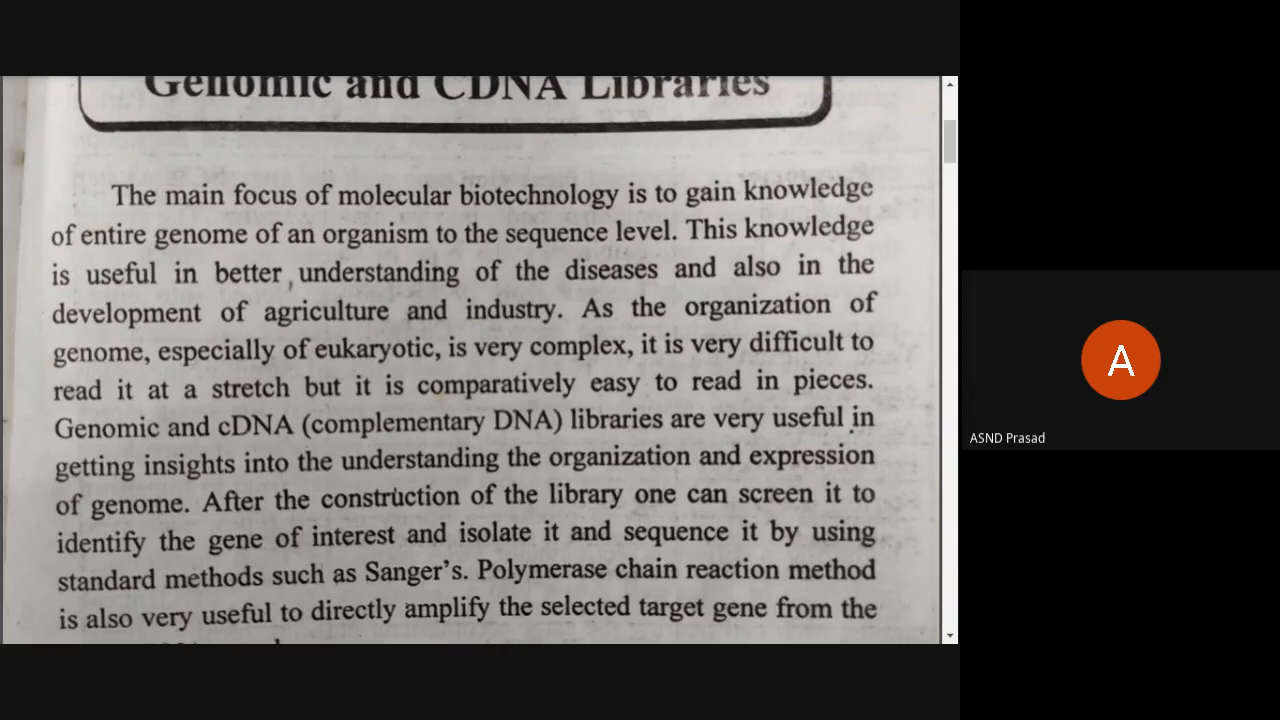 Genomic and CDNA Libraries
The main focus of molecular biotechnology is to gain knowledge
of entire genome of an organism to the sequence level. This knowledge
is useful in better understanding of the diseases and also in the
development of agriculture and industry. As the organization of
genome, especially of eukaryotic, is very complex, it is very difficult to
read it at a stretch but it is comparatively easy to read in pieces.
Genomic and cDNA (complementary DNA) libraries are very useful in
getting insights into the understanding the organization and expression
of genome. After the construction of the library one can screen it to
identify the gene of interest and isolate it and sequence it by using
standard methods such as Sanger's. Polymerase chain reaction method
is also very useful to directly amplify the selected target gene from the
A
ASND Prasad